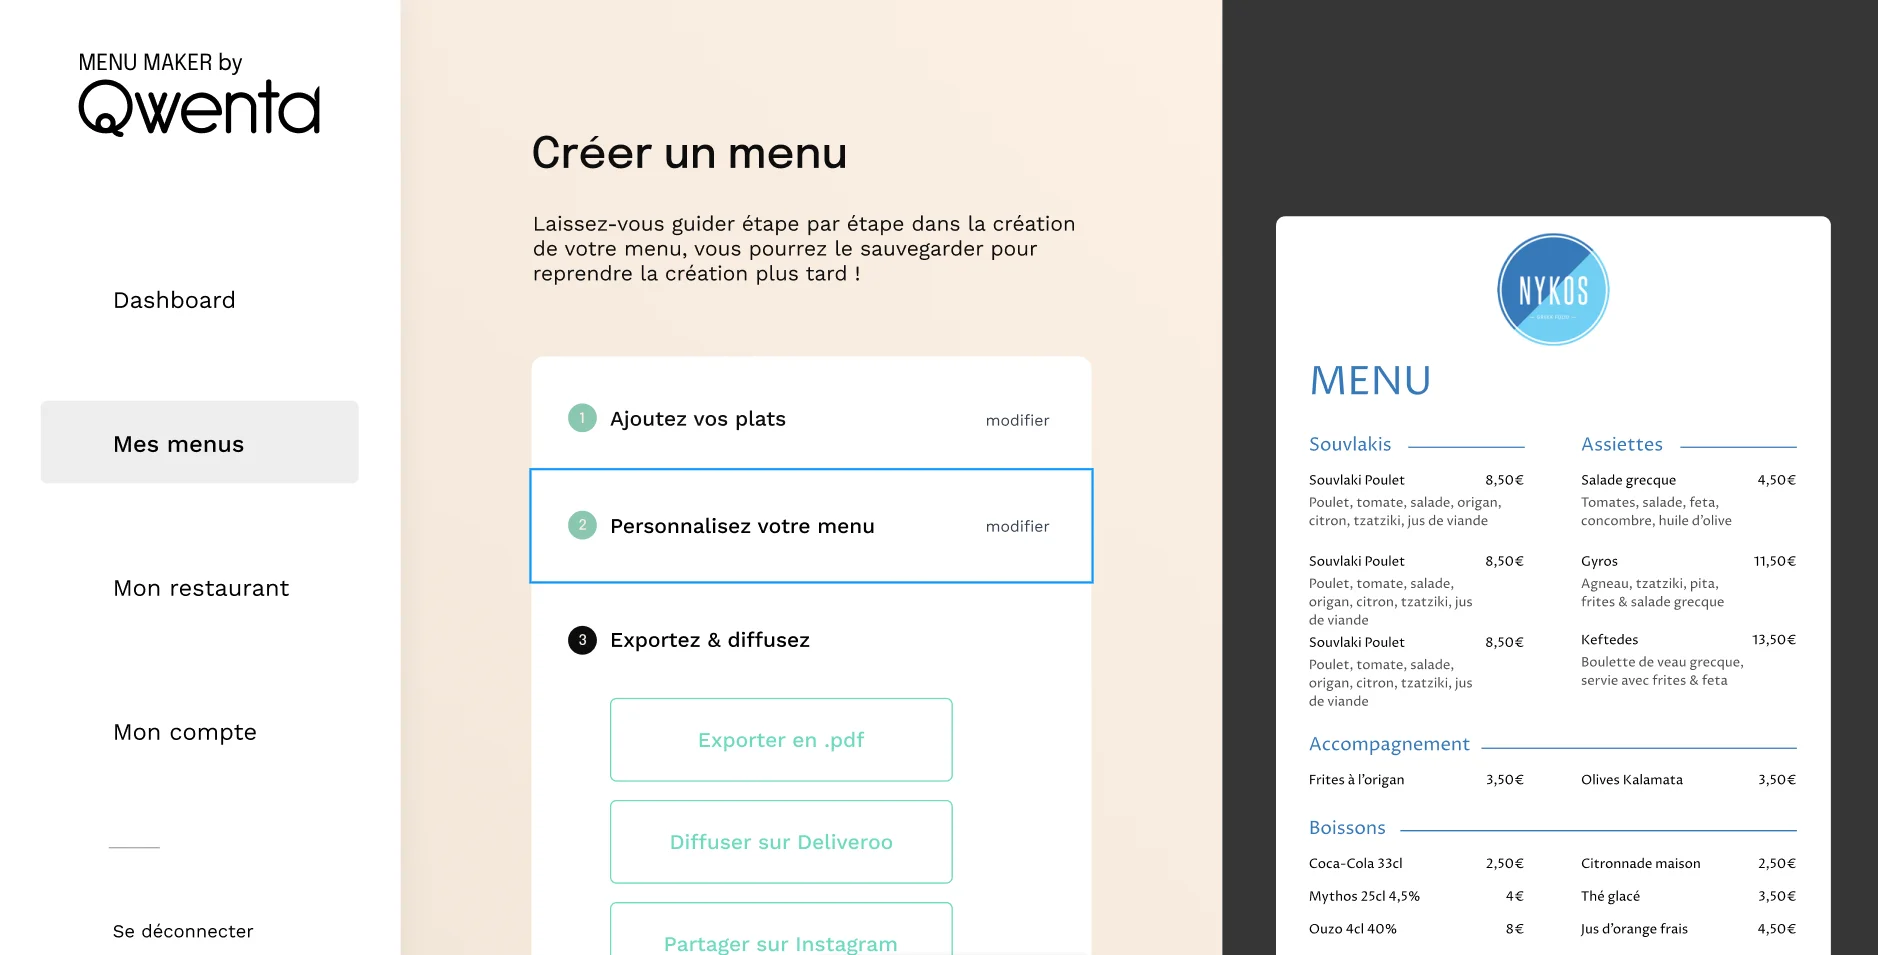 MENU MAKER by
Qwenta
Dashboard
Mes menus
Mon restaurant
Mon compte
Se déconnecter
Créer un menu
Laissez-vous guider étape par étape dans la création
de votre menu, vous pourrez le sauvegarder pour
reprendre la création plus tard !
1 Ajoutez vos plats modifier
2 Personnalisez votre menu modifier
3 Exportez & diffusez
Exporter en .pdf
Diffuser sur Deliveroo
Partager sur Instagram
NYKOS
MENU
Souvlakis
Souvlaki Poulet 8,50€
Poulet, tomate, salade, origan,
citron, tzatziki, jus de viande
Souvlaki Poulet 8,50€
Poulet, tomate, salade,
origan, citron, tzatziki, jus
de viande
Souvlaki Poulet 8,50€
Poulet, tomate, salade,
origan, citron, tzatziki, jus
de viande
Assiettes
Salade grecque 4,50€
Tomates, salade, feta,
concombre, huile d'olive
Gyros 11,50€
Agneau, tzatziki, pita,
frites & salade grecque
Keftedes 13,50€
Boulette de veau grecque,
servie avec frites & feta
Accompagnement
Frites à l'origan 3,50€
Olives Kalamata 3,50€
Boissons
Coca-Cola 33cl 2,50€
Citronnade maison 2,50€
Mythos 25cl 4,5% 4€
Thé glacé 3,50€
Ouzo 4cl 40% 8€
Jus d'orange frais 4,50€